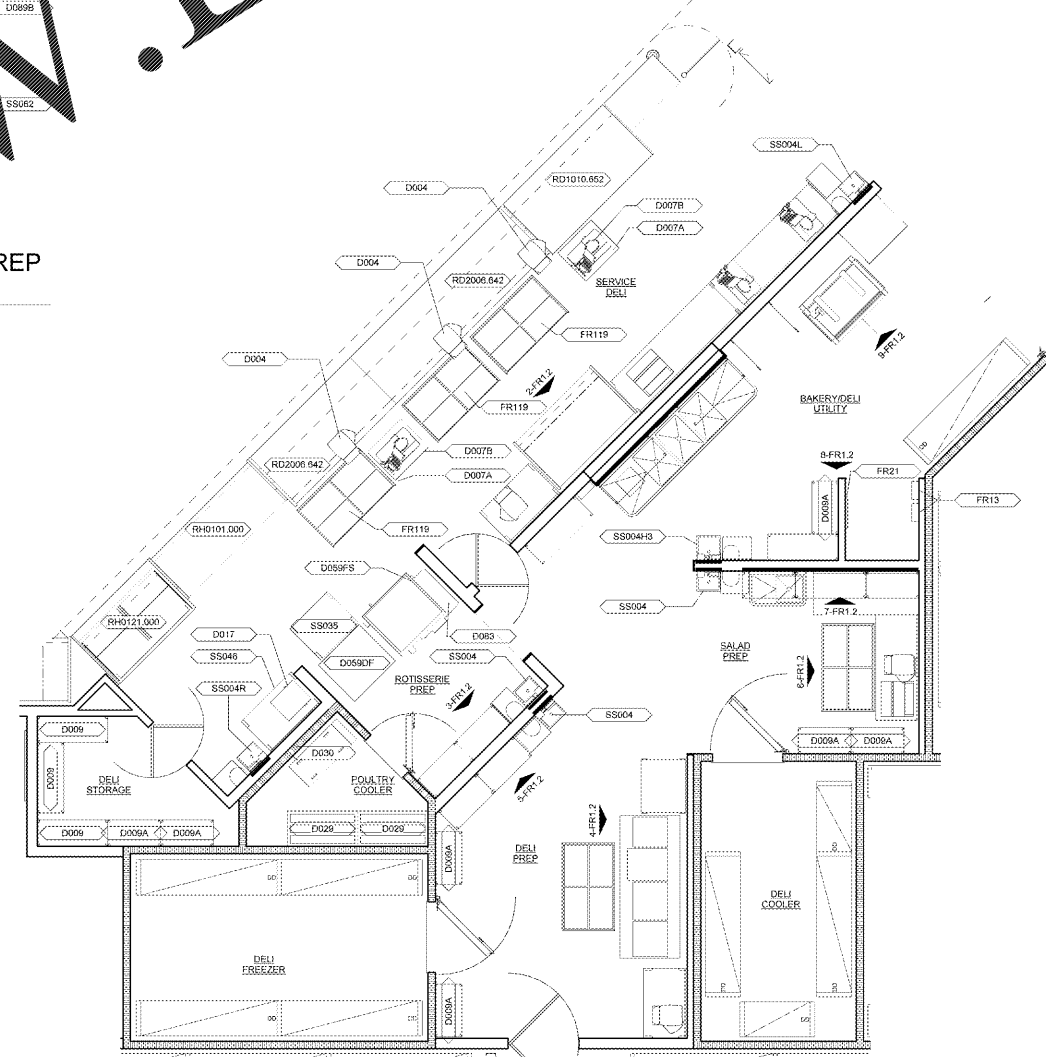 D089B
SS062
REP
SS004L
RD1010.652
D004
D007B
D007A
D004
RD2006.642
SERVICE
DELI
FR119
9-FR1.2
D004
2-FR1.2
FR119
BAKERY/DELI
UTILITY
D007B
8-FR1.2
RD2006.642
D007A
FR21
D009A
FR13
FR119
RH0101.000
SS004H3
D059FS
SS004
7-FR1.2
RH0121.000
SS035
D017
D083
SS046
D059DF
SS004
SALAD
PREP
6-FR1.2
SS004R
ROTISSERIE
PREP
3-FR1.2
SS004
D009
D030
D009A
D009A
D009
DELI
STORAGE
POULTRY
COOLER
5-FR1.2
4-FR1.2
D009
D009A
D009A
D029
D029
D009A
DELI
PREP
DELI
COOLER
DELI
FREEZER
D009A